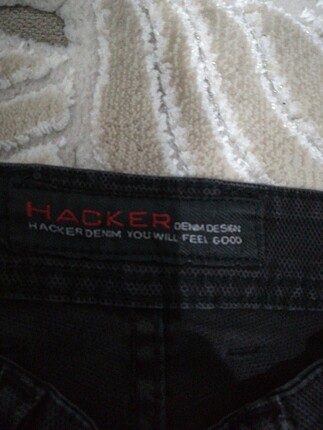 HACKER DENIM DESIGN
HACKER DENIM YOU WILL FEEL GOOD